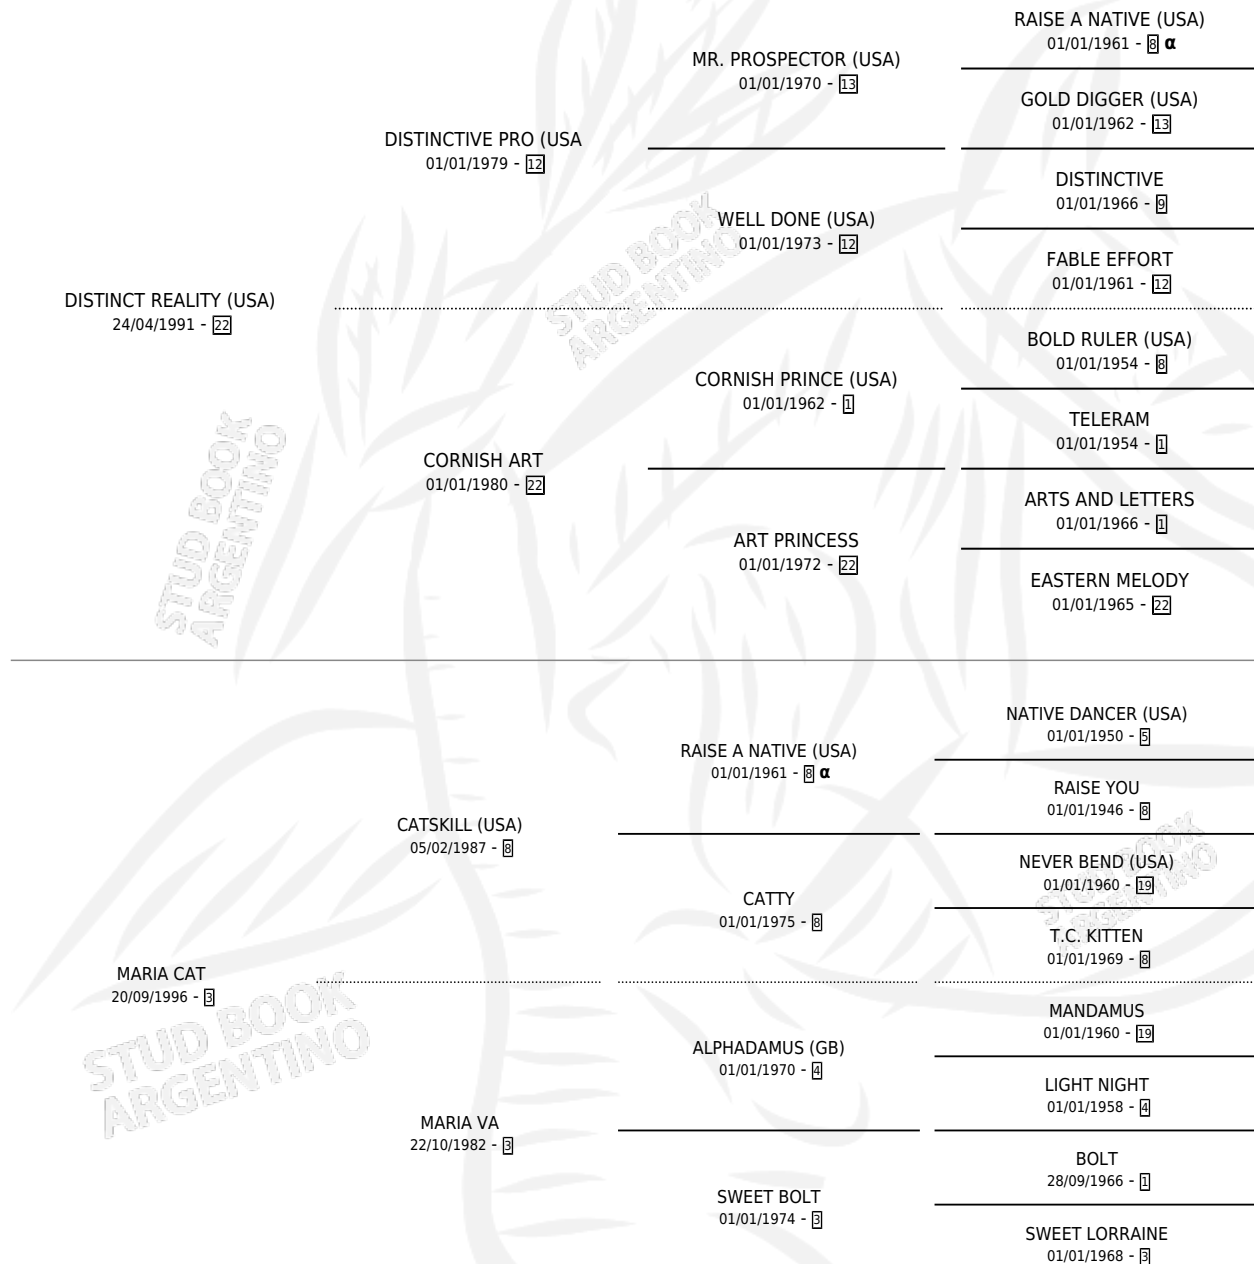 RAISE A NATIVE (USA)
01/01/1961 - 8 α
MR. PROSPECTOR (USA)
01/01/1970 - 13
GOLD DIGGER (USA)
01/01/1962 - 13
DISTINCTIVE PRO (USA
01/01/1979 - 12
DISTINCTIVE
01/01/1966 - 9
WELL DONE (USA)
01/01/1973 - 12
FABLE EFFORT
01/01/1961 - 12
DISTINCT REALITY (USA)
24/04/1991 - 22
BOLD RULER (USA)
01/01/1954 - 8
CORNISH PRINCE (USA)
01/01/1962 - 1
TELERAM
01/01/1954 - 1
CORNISH ART
01/01/1980 - 22
ARTS AND LETTERS
01/01/1966 - 1
ART PRINCESS
01/01/1972 - 22
EASTERN MELODY
01/01/1965 - 22
NATIVE DANCER (USA)
01/01/1950 - 5
RAISE A NATIVE (USA)
01/01/1961 - 8 α
RAISE YOU
01/01/1946 - 8
CATSKILL (USA)
05/02/1987 - 8
NEVER BEND (USA)
01/01/1960 - 19
CATTY
01/01/1975 - 8
T.C. KITTEN
01/01/1969 - 8
MARIA CAT
20/09/1996 - 3
MANDAMUS
01/01/1960 - 19
ALPHADAMUS (GB)
01/01/1970 - 4
LIGHT NIGHT
01/01/1958 - 4
MARIA VA
22/10/1982 - 3
BOLT
28/09/1966 - 1
SWEET BOLT
01/01/1974 - 3
SWEET LORRAINE
01/01/1968 - 3
STUD BOOK
ARGENTINO
STUD BOOK
ARGENTINO
STUD BOOK
ARGENTINO
STUD BOOK
ARGENTINO